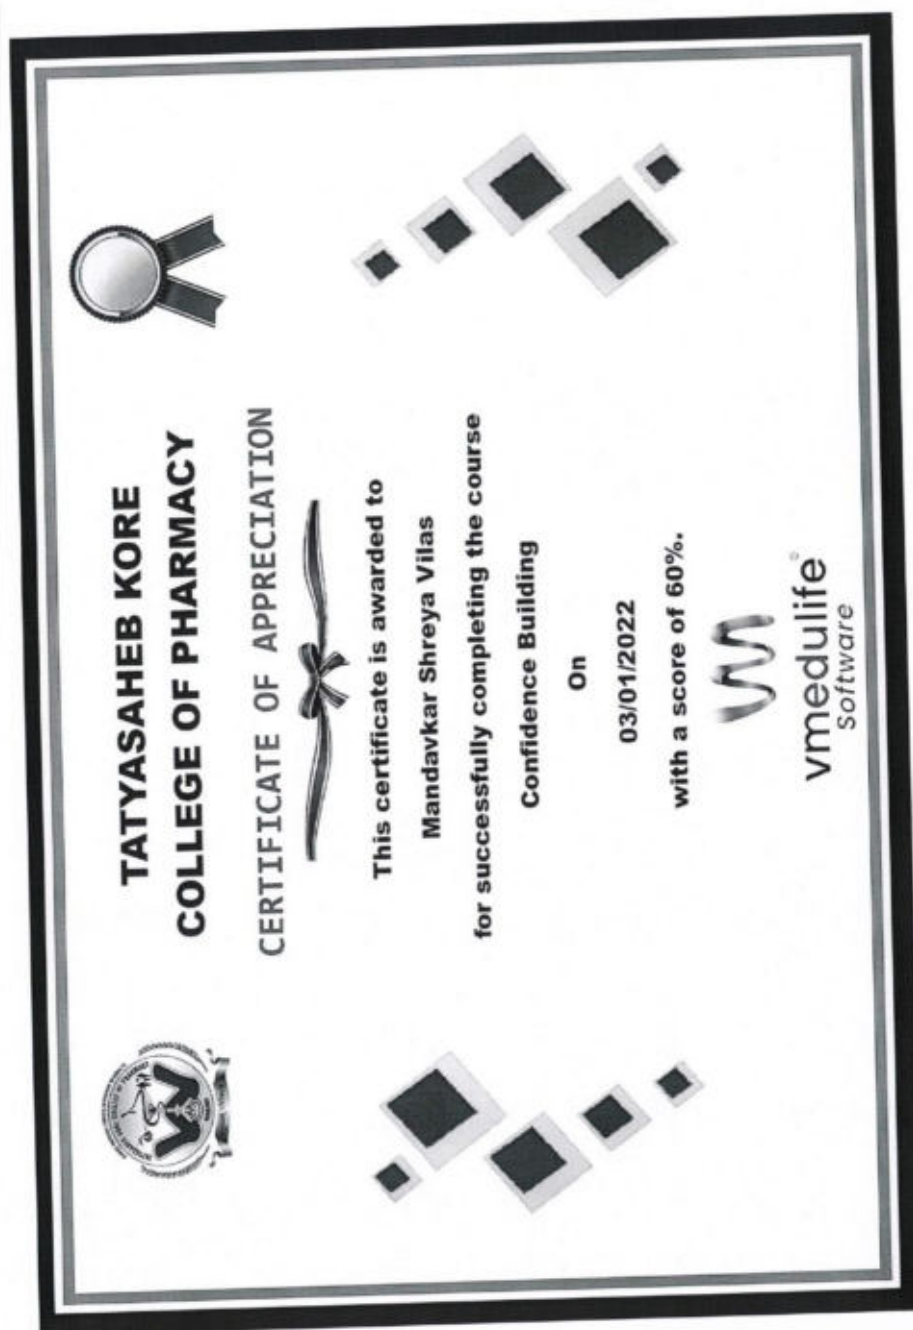 TATYASAHEB KORE
COLLEGE OF PHARMACY
CERTIFICATE OF APPRECIATION
This certificate is awarded to
Mandavkar Shreya Vilas
for successfully completing the course
Confidence Building
On
03/01/2022
with a score of 60%.
vmedulife
Software